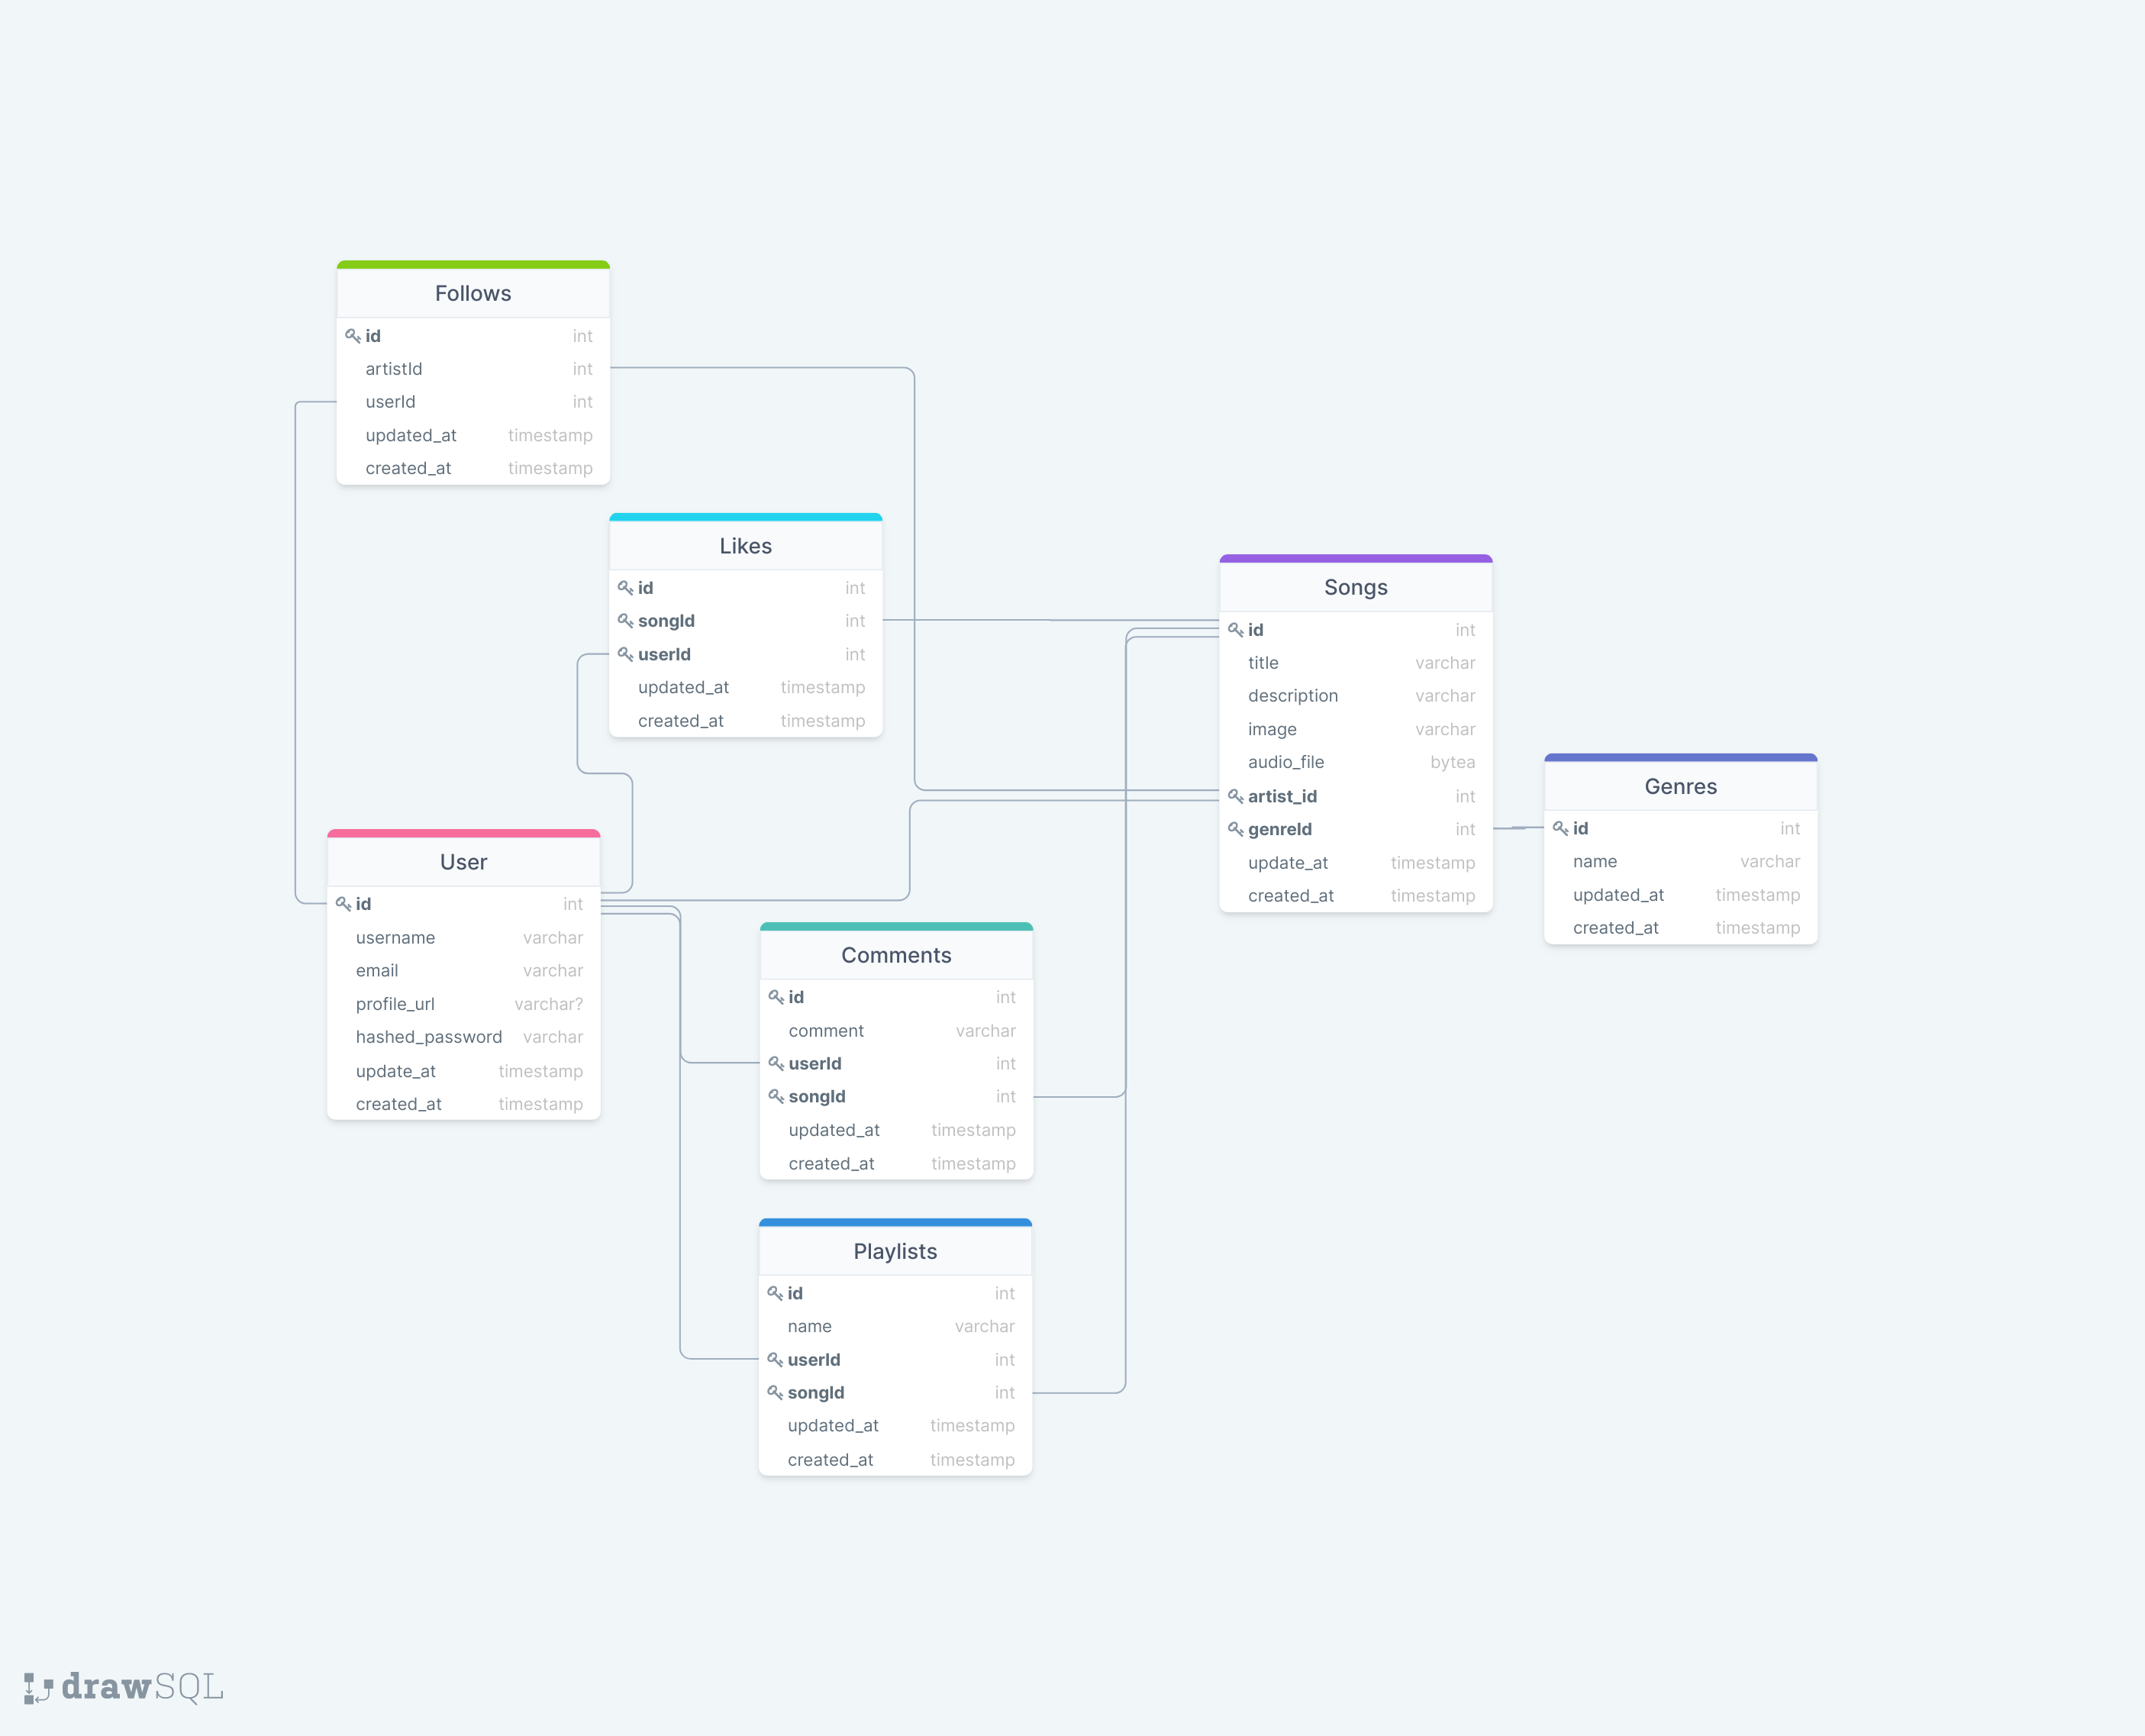 Follows
id int
artistId int
userId int
updated_at timestamp
created_at timestamp
Likes
id int
songId int
userId int
updated_at timestamp
created_at timestamp
Songs
id int
title varchar
description varchar
image varchar
audio_file bytea
artist_id int
genreId int
update_at timestamp
created_at timestamp
Genres
id int
name varchar
updated_at timestamp
created_at timestamp
User
id int
username varchar
email varchar
profile_url varchar?
hashed_password varchar
update_at timestamp
created_at timestamp
Comments
id int
comment varchar
userId int
songId int
updated_at timestamp
created_at timestamp
Playlists
id int
name varchar
userId int
songId int
updated_at timestamp
created_at timestamp
drawSQL